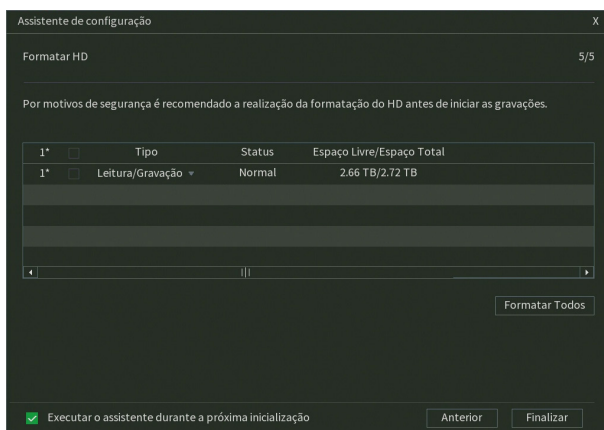 Assistente de configuração X
Formatar HD 5/5
Por motivos de segurança é recomendado a realização da formatação do HD antes de iniciar as gravações.
1* Tipo Status Espaço Livre/Espaço Total
1* Leitura/Gravação Normal 2.66 TB/2.72 TB
Formatar Todos
Executar o assistente durante a próxima inicialização Anterior Finalizar